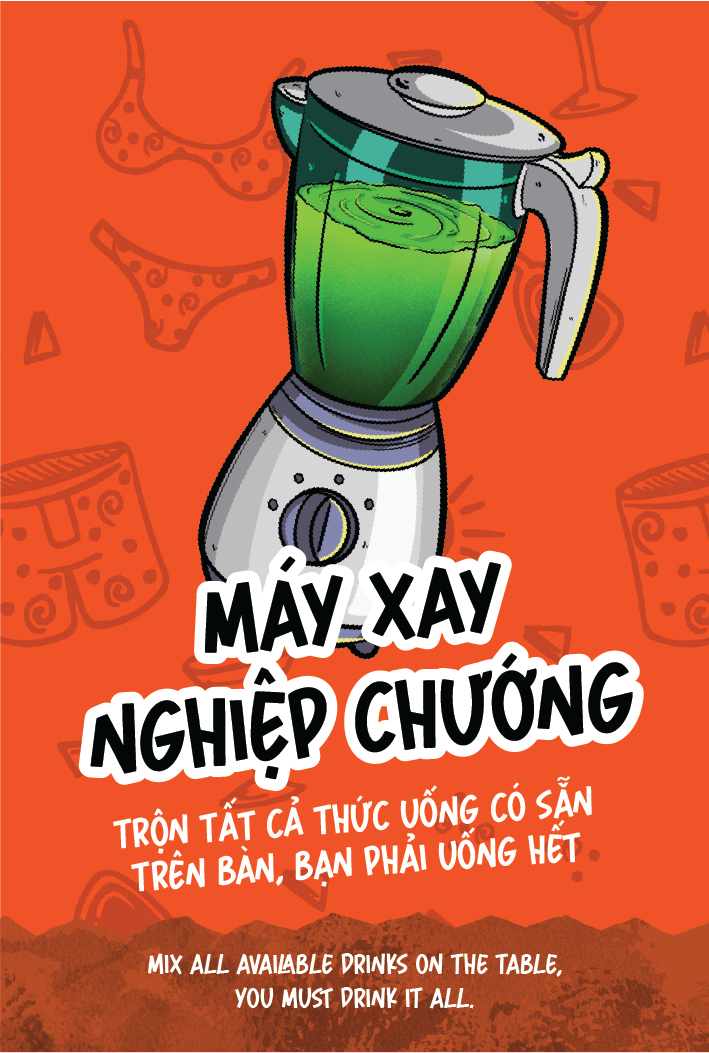 MÁY XAY
NGHIỆP CHƯỚNG
TRỘN TẤT CẢ THỨC UỐNG CÓ SẴN
TRÊN BÀN, BẠN PHẢI UỐNG HẾT
MIX ALL AVAILABLE DRINKS ON THE TABLE,
YOU MUST DRINK IT ALL.